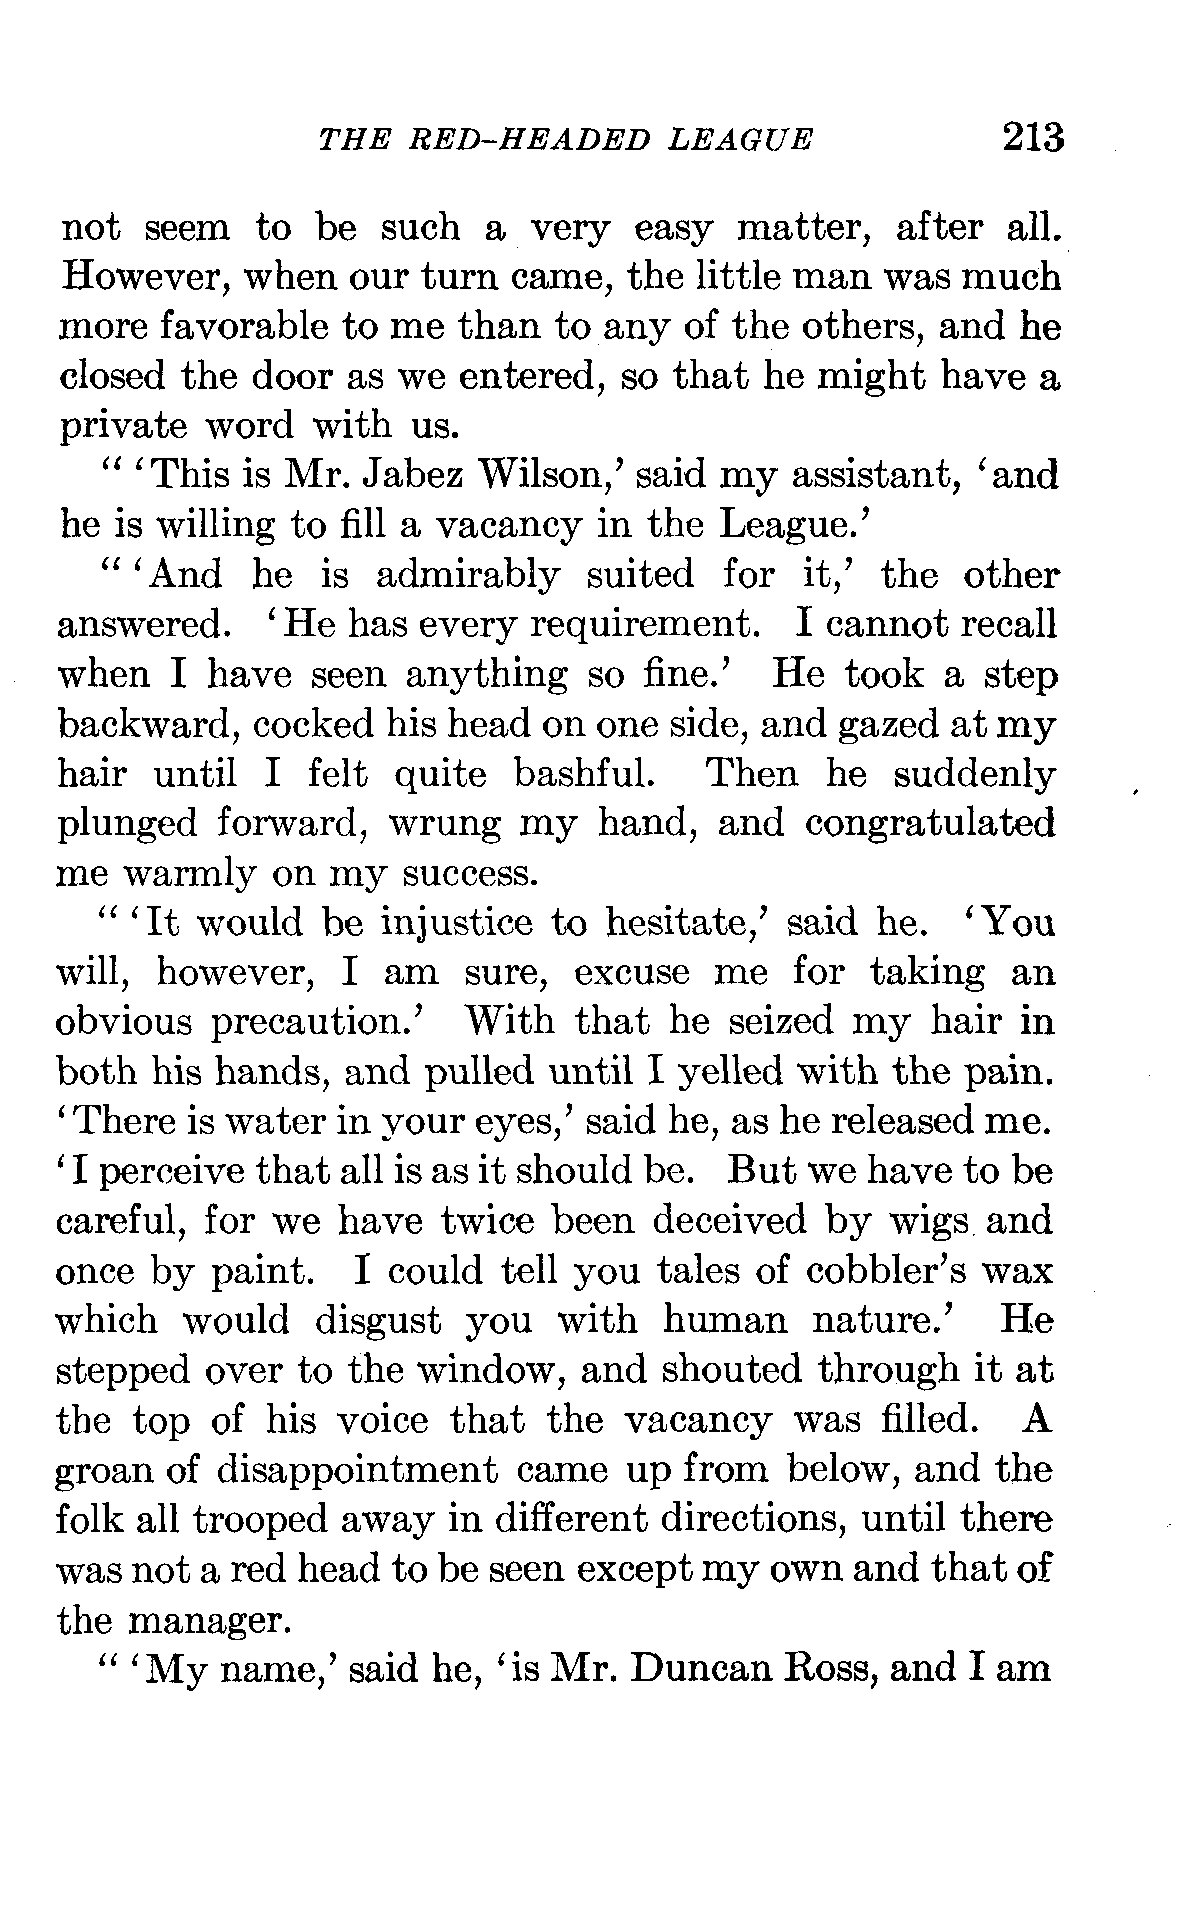 THE RED-HEADED LEAGUE 213
not seem to be such a very easy matter, after all.
However, when our turn came, the little man was much
more favorable to me than to any of the others, and he
closed the door as we entered, so that he might have a
private word with us.
“ ‘This is Mr. Jabez Wilson,’ said my assistant, ‘and
he is willing to fill a vacancy in the League.’
“ ‘And he is admirably suited for it,’ the other
answered. ‘He has every requirement. I cannot recall
when I have seen anything so fine.’ He took a step
backward, cocked his head on one side, and gazed at my
hair until I felt quite bashful. Then he suddenly
plunged forward, wrung my hand, and congratulated
me warmly on my success.
“ ‘It would be injustice to hesitate,’ said he. ‘You
will, however, I am sure, excuse me for taking an
obvious precaution.’ With that he seized my hair in
both his hands, and pulled until I yelled with the pain.
‘There is water in your eyes,’ said he, as he released me.
‘I perceive that all is as it should be. But we have to be
careful, for we have twice been deceived by wigs and
once by paint. I could tell you tales of cobbler’s wax
which would disgust you with human nature.’ He
stepped over to the window, and shouted through it at
the top of his voice that the vacancy was filled. A
groan of disappointment came up from below, and the
folk all trooped away in different directions, until there
was not a red head to be seen except my own and that of
the manager.
“ ‘My name,’ said he, ‘is Mr. Duncan Ross, and I am